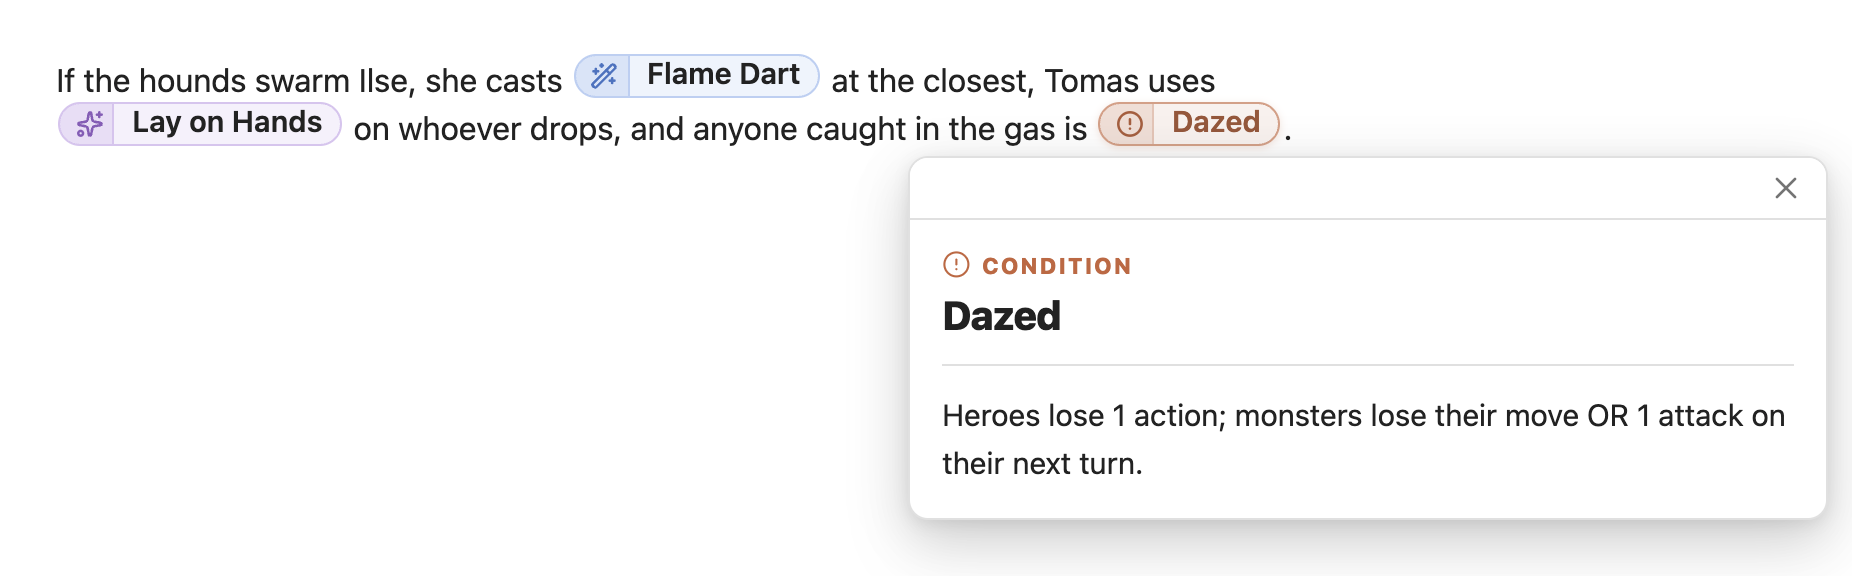 If the hounds swarm Ilse, she casts Flame Dart at the closest, Tomas uses
Lay on Hands on whoever drops, and anyone caught in the gas is Dazed.
CONDITION
Dazed
Heroes lose 1 action; monsters lose their move OR 1 attack on
their next turn.